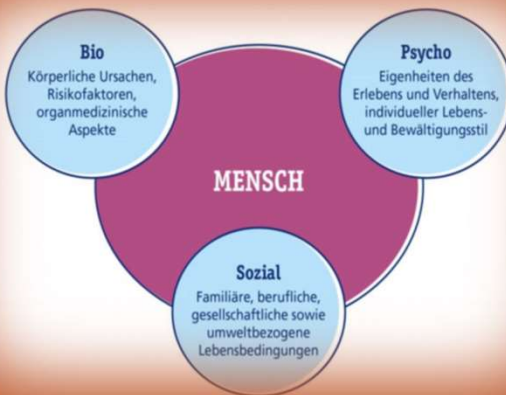 Bio
Körperliche Ursachen,
Risikofaktoren,
organmedizinische
Aspekte
Psycho
Eigenheiten des
Erlebens und Verhaltens,
individueller Lebens-
und Bewältigungsstil
MENSCH
Sozial
Familiäre, berufliche,
gesellschaftliche sowie
umweltbezogene
Lebensbedingungen